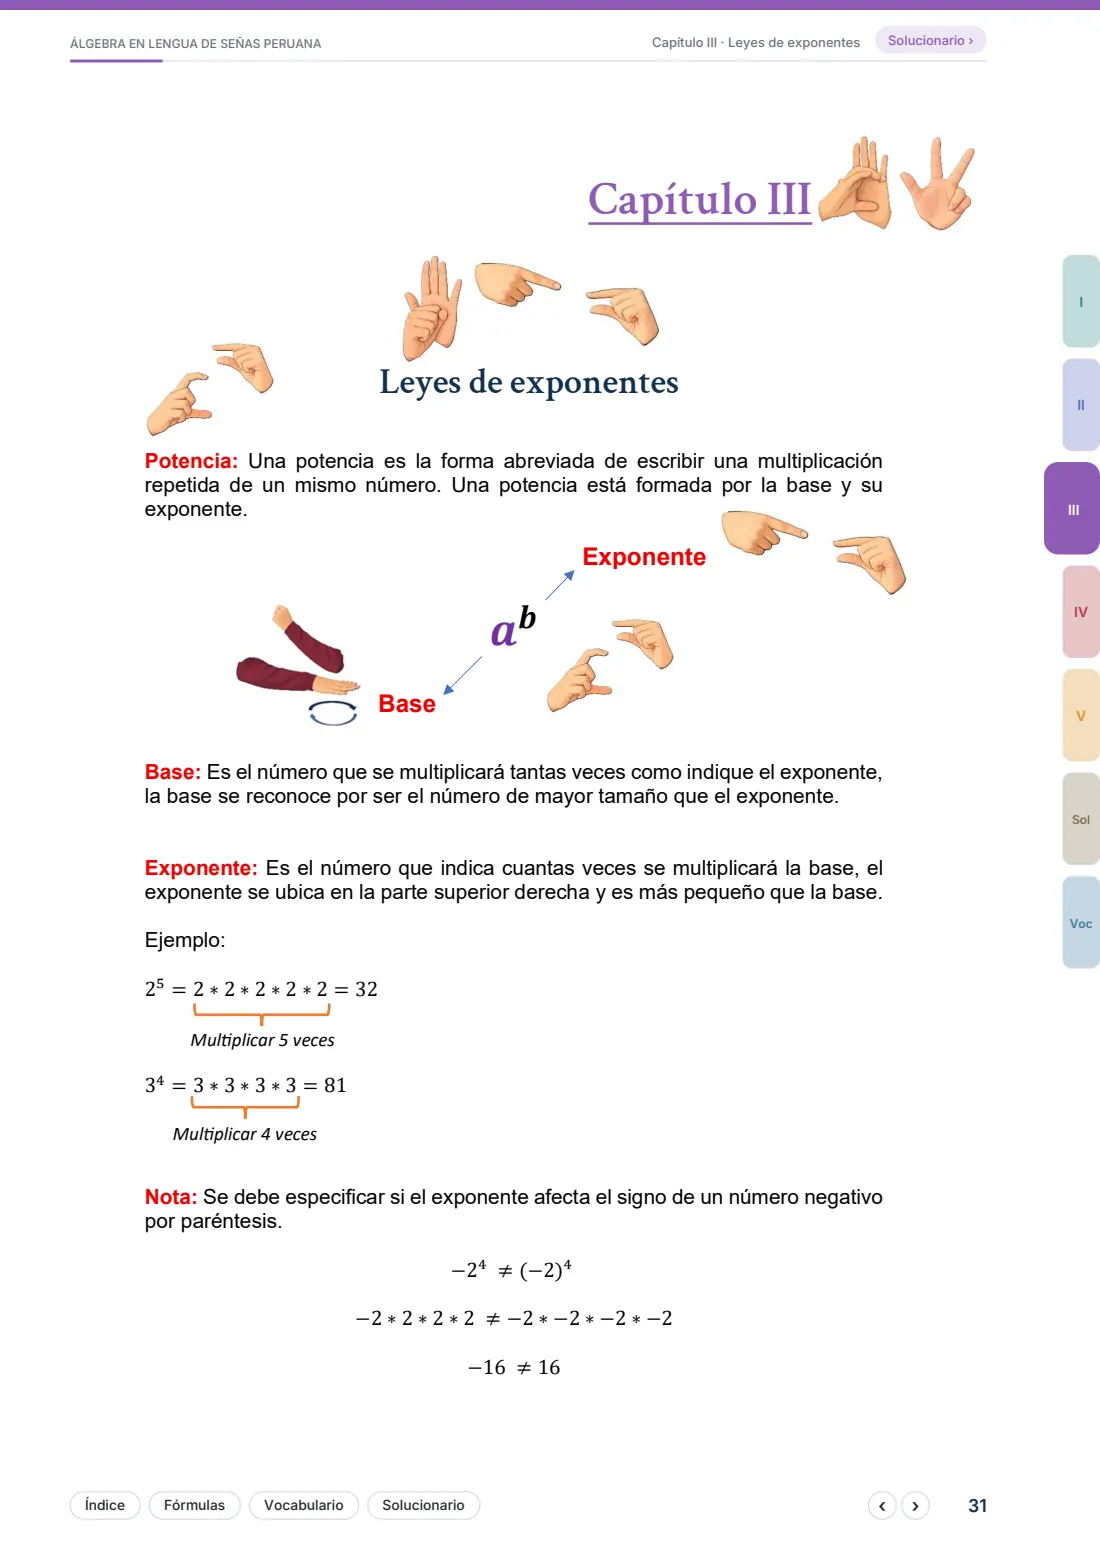 ÁLGEBRA EN LENGUA DE SEÑAS PERUANA
Capítulo III · Leyes de exponentes
Solucionario ›
Capítulo III
Leyes de exponentes
Potencia: Una potencia es la forma abreviada de escribir una multiplicación
repetida de un mismo número. Una potencia está formada por la base y su
exponente.
Exponente
a^b
Base
Base: Es el número que se multiplicará tantas veces como indique el exponente,
la base se reconoce por ser el número de mayor tamaño que el exponente.
Exponente: Es el número que indica cuantas veces se multiplicará la base, el
exponente se ubica en la parte superior derecha y es más pequeño que la base.
Ejemplo:
2⁵ = 2 ∗ 2 ∗ 2 ∗ 2 ∗ 2 = 32
Multiplicar 5 veces
3⁴ = 3 ∗ 3 ∗ 3 ∗ 3 = 81
Multiplicar 4 veces
Nota: Se debe especificar si el exponente afecta el signo de un número negativo
por paréntesis.
−2⁴ ≠ (−2)⁴
−2 ∗ 2 ∗ 2 ∗ 2 ≠ −2 ∗ −2 ∗ −2 ∗ −2
−16 ≠ 16
I
II
III
IV
V
Sol
Voc
Índice
Fórmulas
Vocabulario
Solucionario
‹ ›
31